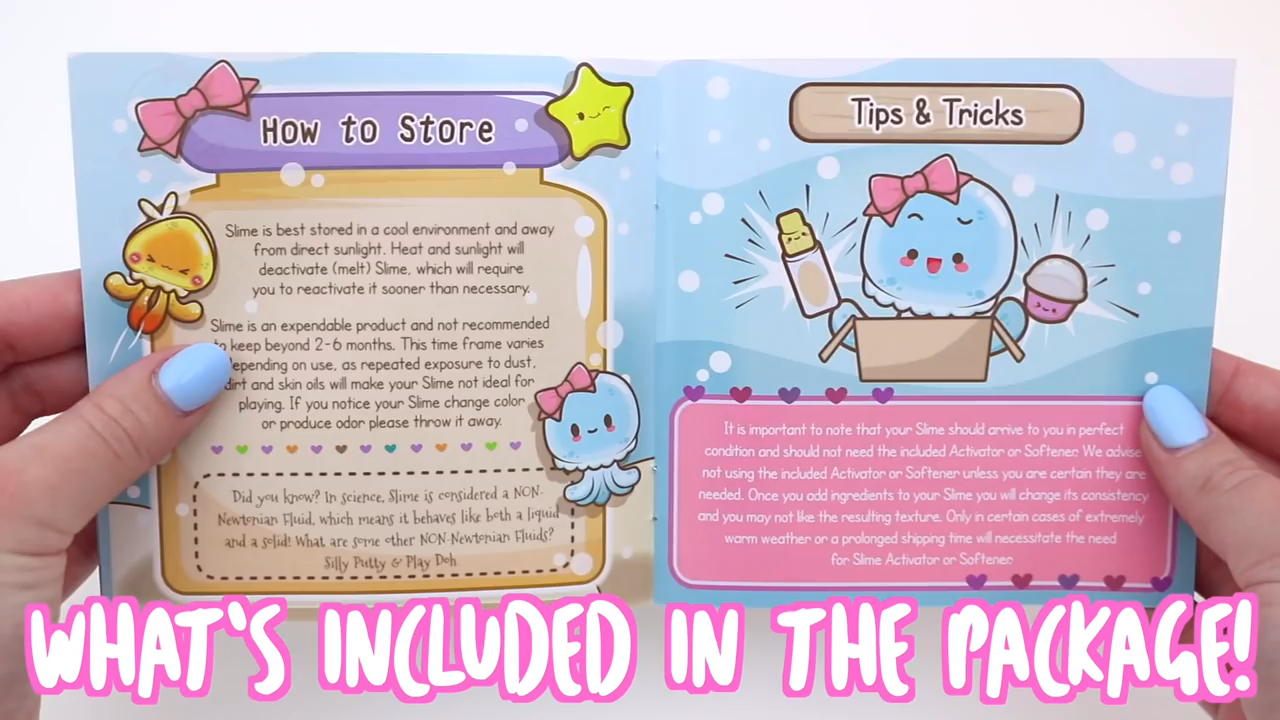 How to Store
Slime is best stored in a cool environment and away
from direct sunlight. Heat and sunlight will
deactivate (melt) Slime, which will require
you to reactivate it sooner than necessary.
Slime is an expendable product and not recommended
to keep beyond 2-6 months. This time frame varies
depending on use, as repeated exposure to dust,
dirt and skin oils will make your Slime not ideal for
playing. If you notice your Slime change color
or produce odor please throw it away.
Did you know? In science, Slime is considered a NON-
Newtonian Fluid, which means it behaves like both a liquid
and a solid! What are some other NON-Newtonian Fluids?
Silly Putty & Play Doh
Tips & Tricks
It is important to note that your Slime should arrive to you in perfect
condition and should not need the included Activator or Softener. We advise
not using the included Activator or Softener unless you are certain they are
needed. Once you add ingredients to your Slime you will change its consistency
and you may not like the resulting texture. Only in certain cases of extremely
warm weather or a prolonged shipping time will necessitate the need
for Slime Activator or Softener.
WHAT'S INCLUDED IN THE PACKAGE!